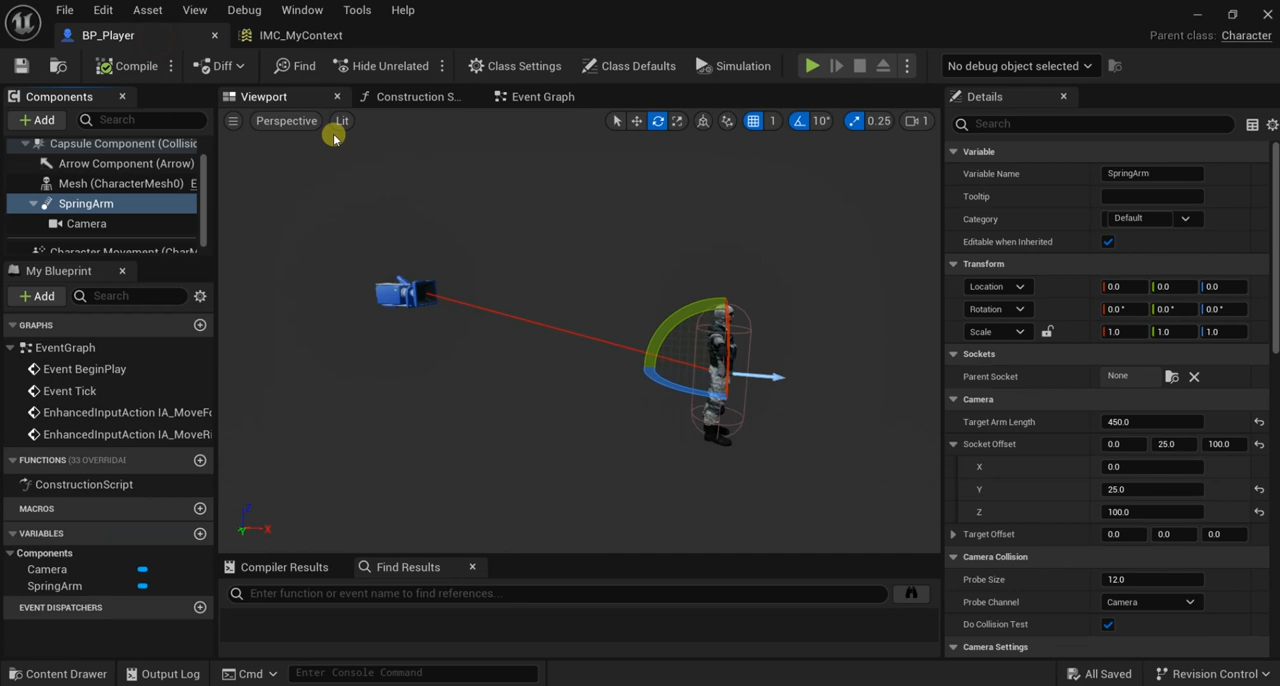 File Edit Asset View Debug Window Tools Help
BP_Player IMC_MyContext Parent class: Character
Compile Diff Find Hide Unrelated Class Settings Class Defaults Simulation No debug object selected
Components Viewport Construction S... Event Graph Details
Add Search Perspective Lit 1 10° 0.25 1 Search
Capsule Component (Collisic
Arrow Component (Arrow)
Mesh (CharacterMesh0) E
SpringArm
Camera
Character Movement (CharM
My Blueprint
Add Search
GRAPHS
EventGraph
Event BeginPlay
Event Tick
EnhancedInputAction IA_MoveFo
EnhancedInputAction IA_MoveRi
FUNCTIONS (33 OVERRIDAI
ConstructionScript
MACROS
VARIABLES
Components
Camera
SpringArm
EVENT DISPATCHERS
Z
X
Y
Compiler Results Find Results
Enter function or event name to find references...
Variable
Variable Name SpringArm
Tooltip
Category Default
Editable when Inherited
Transform
Location 0.0 0.0 0.0
Rotation 0.0° 0.0° 0.0°
Scale 1.0 1.0 1.0
Sockets
Parent Socket None
Camera
Target Arm Length 450.0
Socket Offset 0.0 25.0 100.0
X 0.0
Y 25.0
Z 100.0
Target Offset 0.0 0.0 0.0
Camera Collision
Probe Size 12.0
Probe Channel Camera
Do Collision Test
Camera Settings
Content Drawer Output Log Cmd Enter Console Command All Saved Revision Control